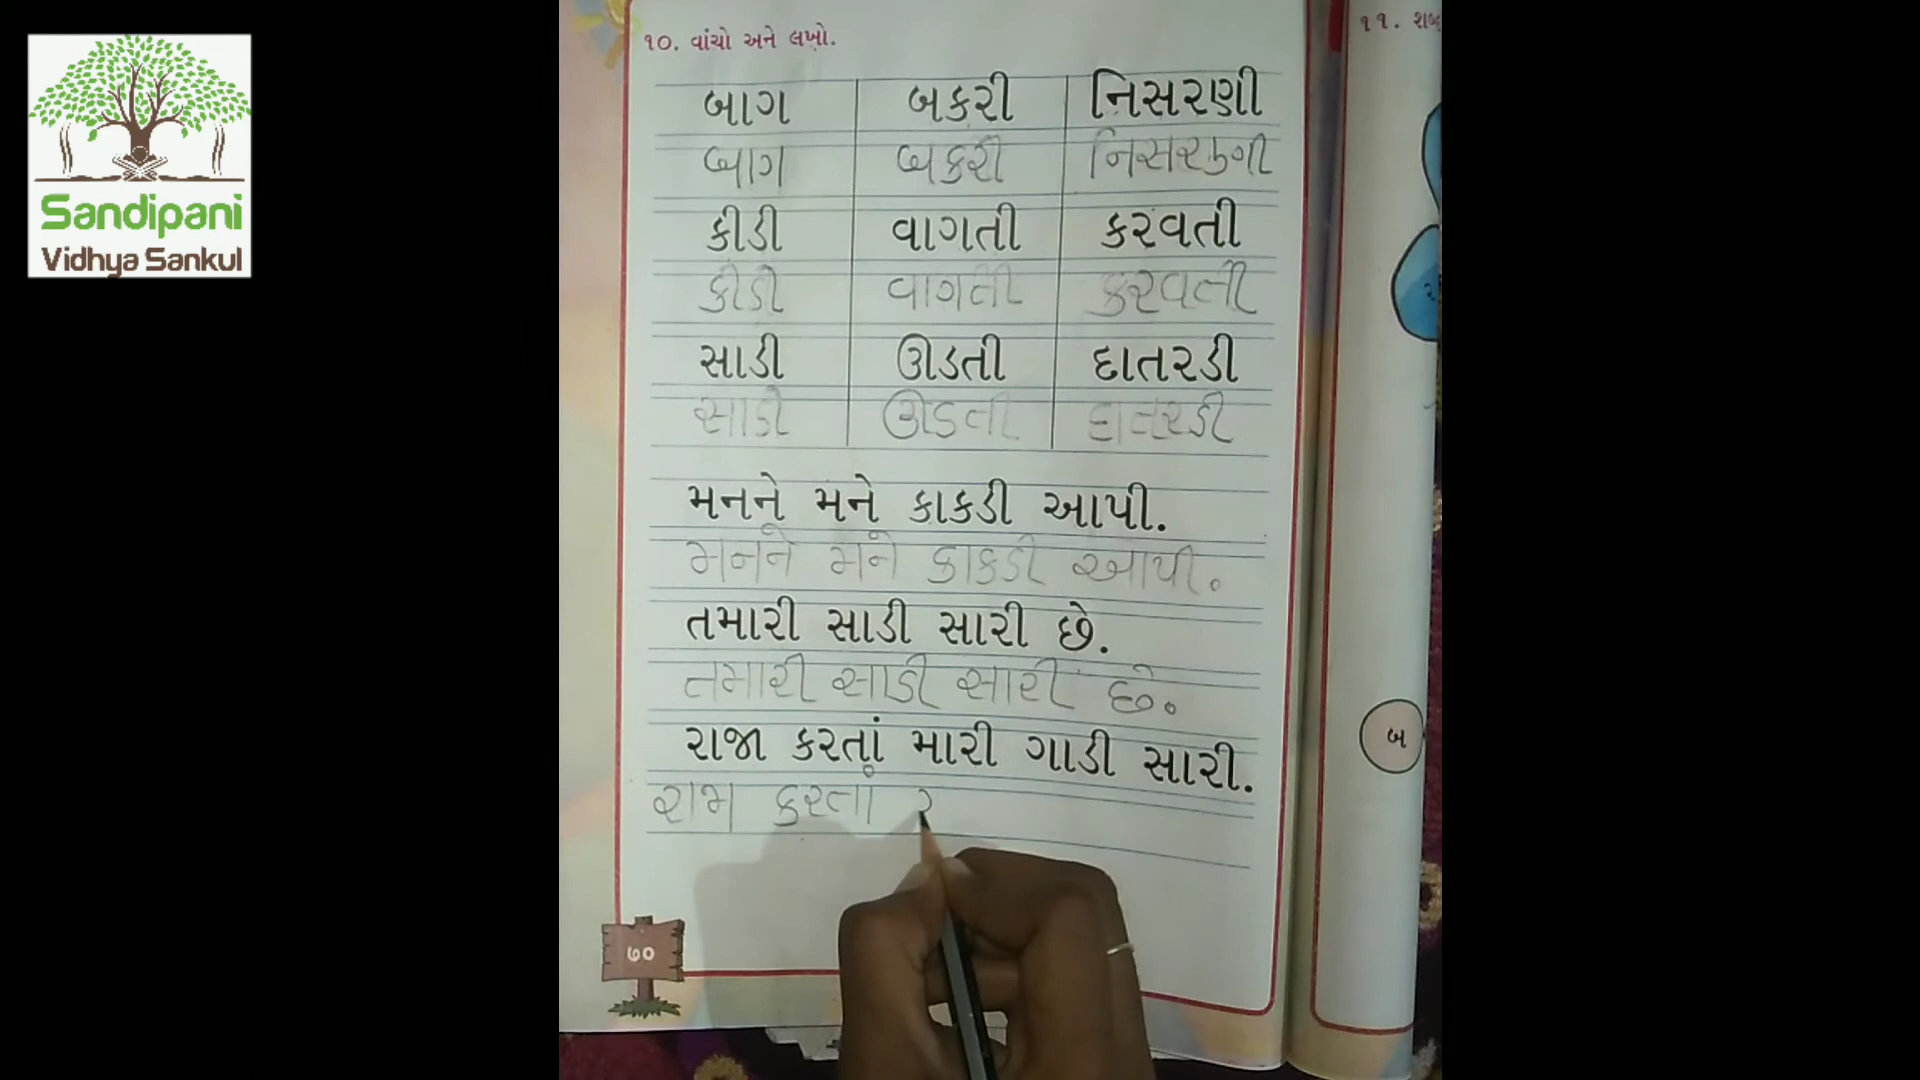 Sandipani
Vidhya Sankul
૧૦. વાંચો અને લખો.
બાગ બકરી નિસરણી
બાગ બકરી નિસરણી
કીડી વાગતી કરવતી
કીડી વાગતી કરવતી
સાડી ઊડતી દાતરડી
સાડી ઊડતી દાતરડી
મનને મને કાકડી આપી.
મનને મને કાકડી આપી.
તમારી સાડી સારી છે.
તમારી સાડી સારી છે.
રાજા કરતાં મારી ગાડી સારી.
કરતાં
૭૦
૧૧.
બ